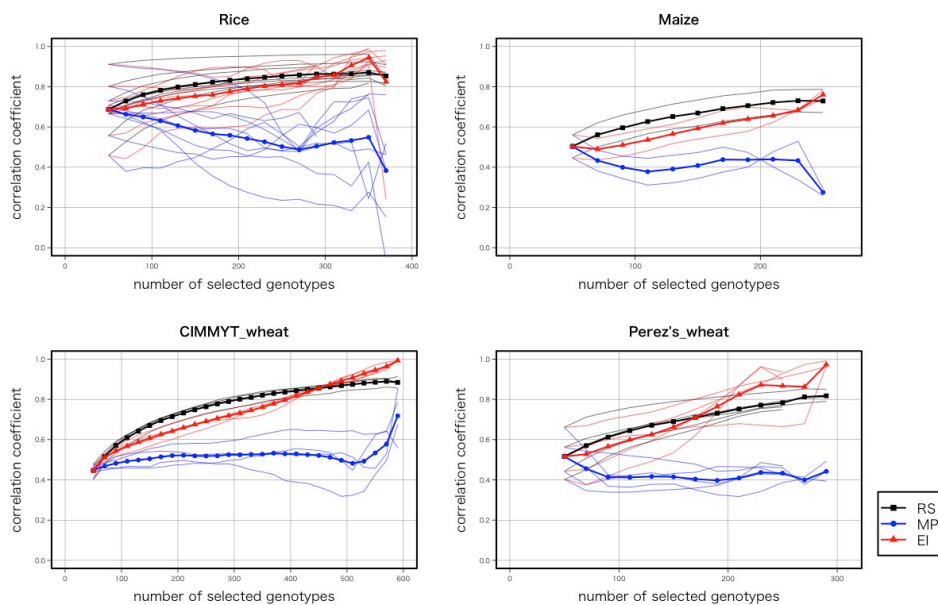 Rice
Maize
correlation coefficient
1.0
0.8
0.6
0.4
0.2
0.0
0
100
200
300
400
number of selected genotypes
correlation coefficient
1.0
0.8
0.6
0.4
0.2
0.0
0
100
200
number of selected genotypes
CIMMYT_wheat
Perez's_wheat
correlation coefficient
1.0
0.8
0.6
0.4
0.2
0.0
0
100
200
300
400
500
600
number of selected genotypes
correlation coefficient
1.0
0.8
0.6
0.4
0.2
0.0
0
100
200
300
number of selected genotypes
RS
MP
EI